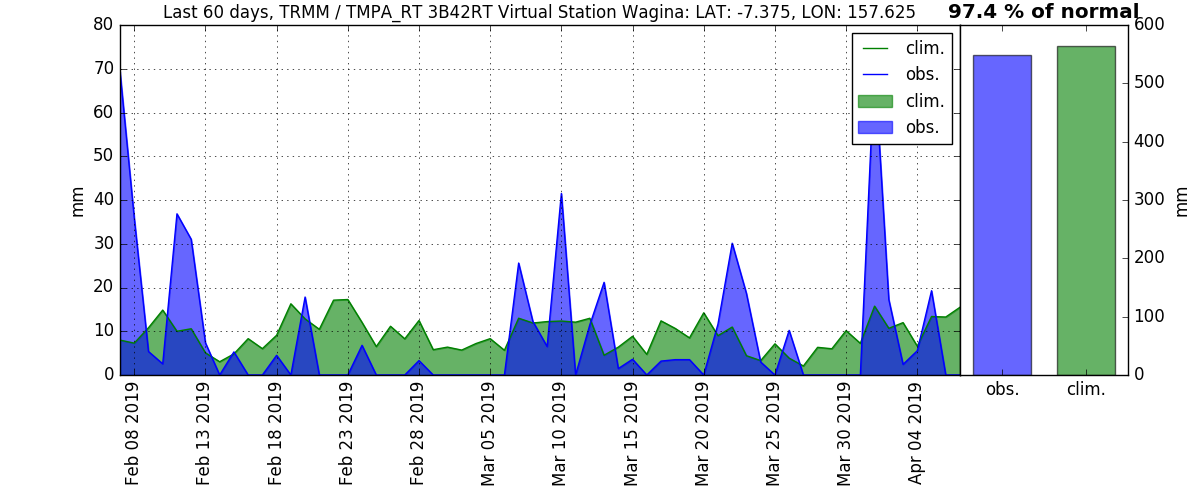 Last 60 days, TRMM / TMPA_RT 3B42RT Virtual Station Wagina: LAT: -7.375, LON: 157.625
97.4 % of normal
80
70
60
50
40
30
20
10
0
mm
clim.
obs.
clim.
obs.
600
500
400
300
200
100
0
mm
obs.
clim.
Feb 08 2019
Feb 13 2019
Feb 18 2019
Feb 23 2019
Feb 28 2019
Mar 05 2019
Mar 10 2019
Mar 15 2019
Mar 20 2019
Mar 25 2019
Mar 30 2019
Apr 04 2019